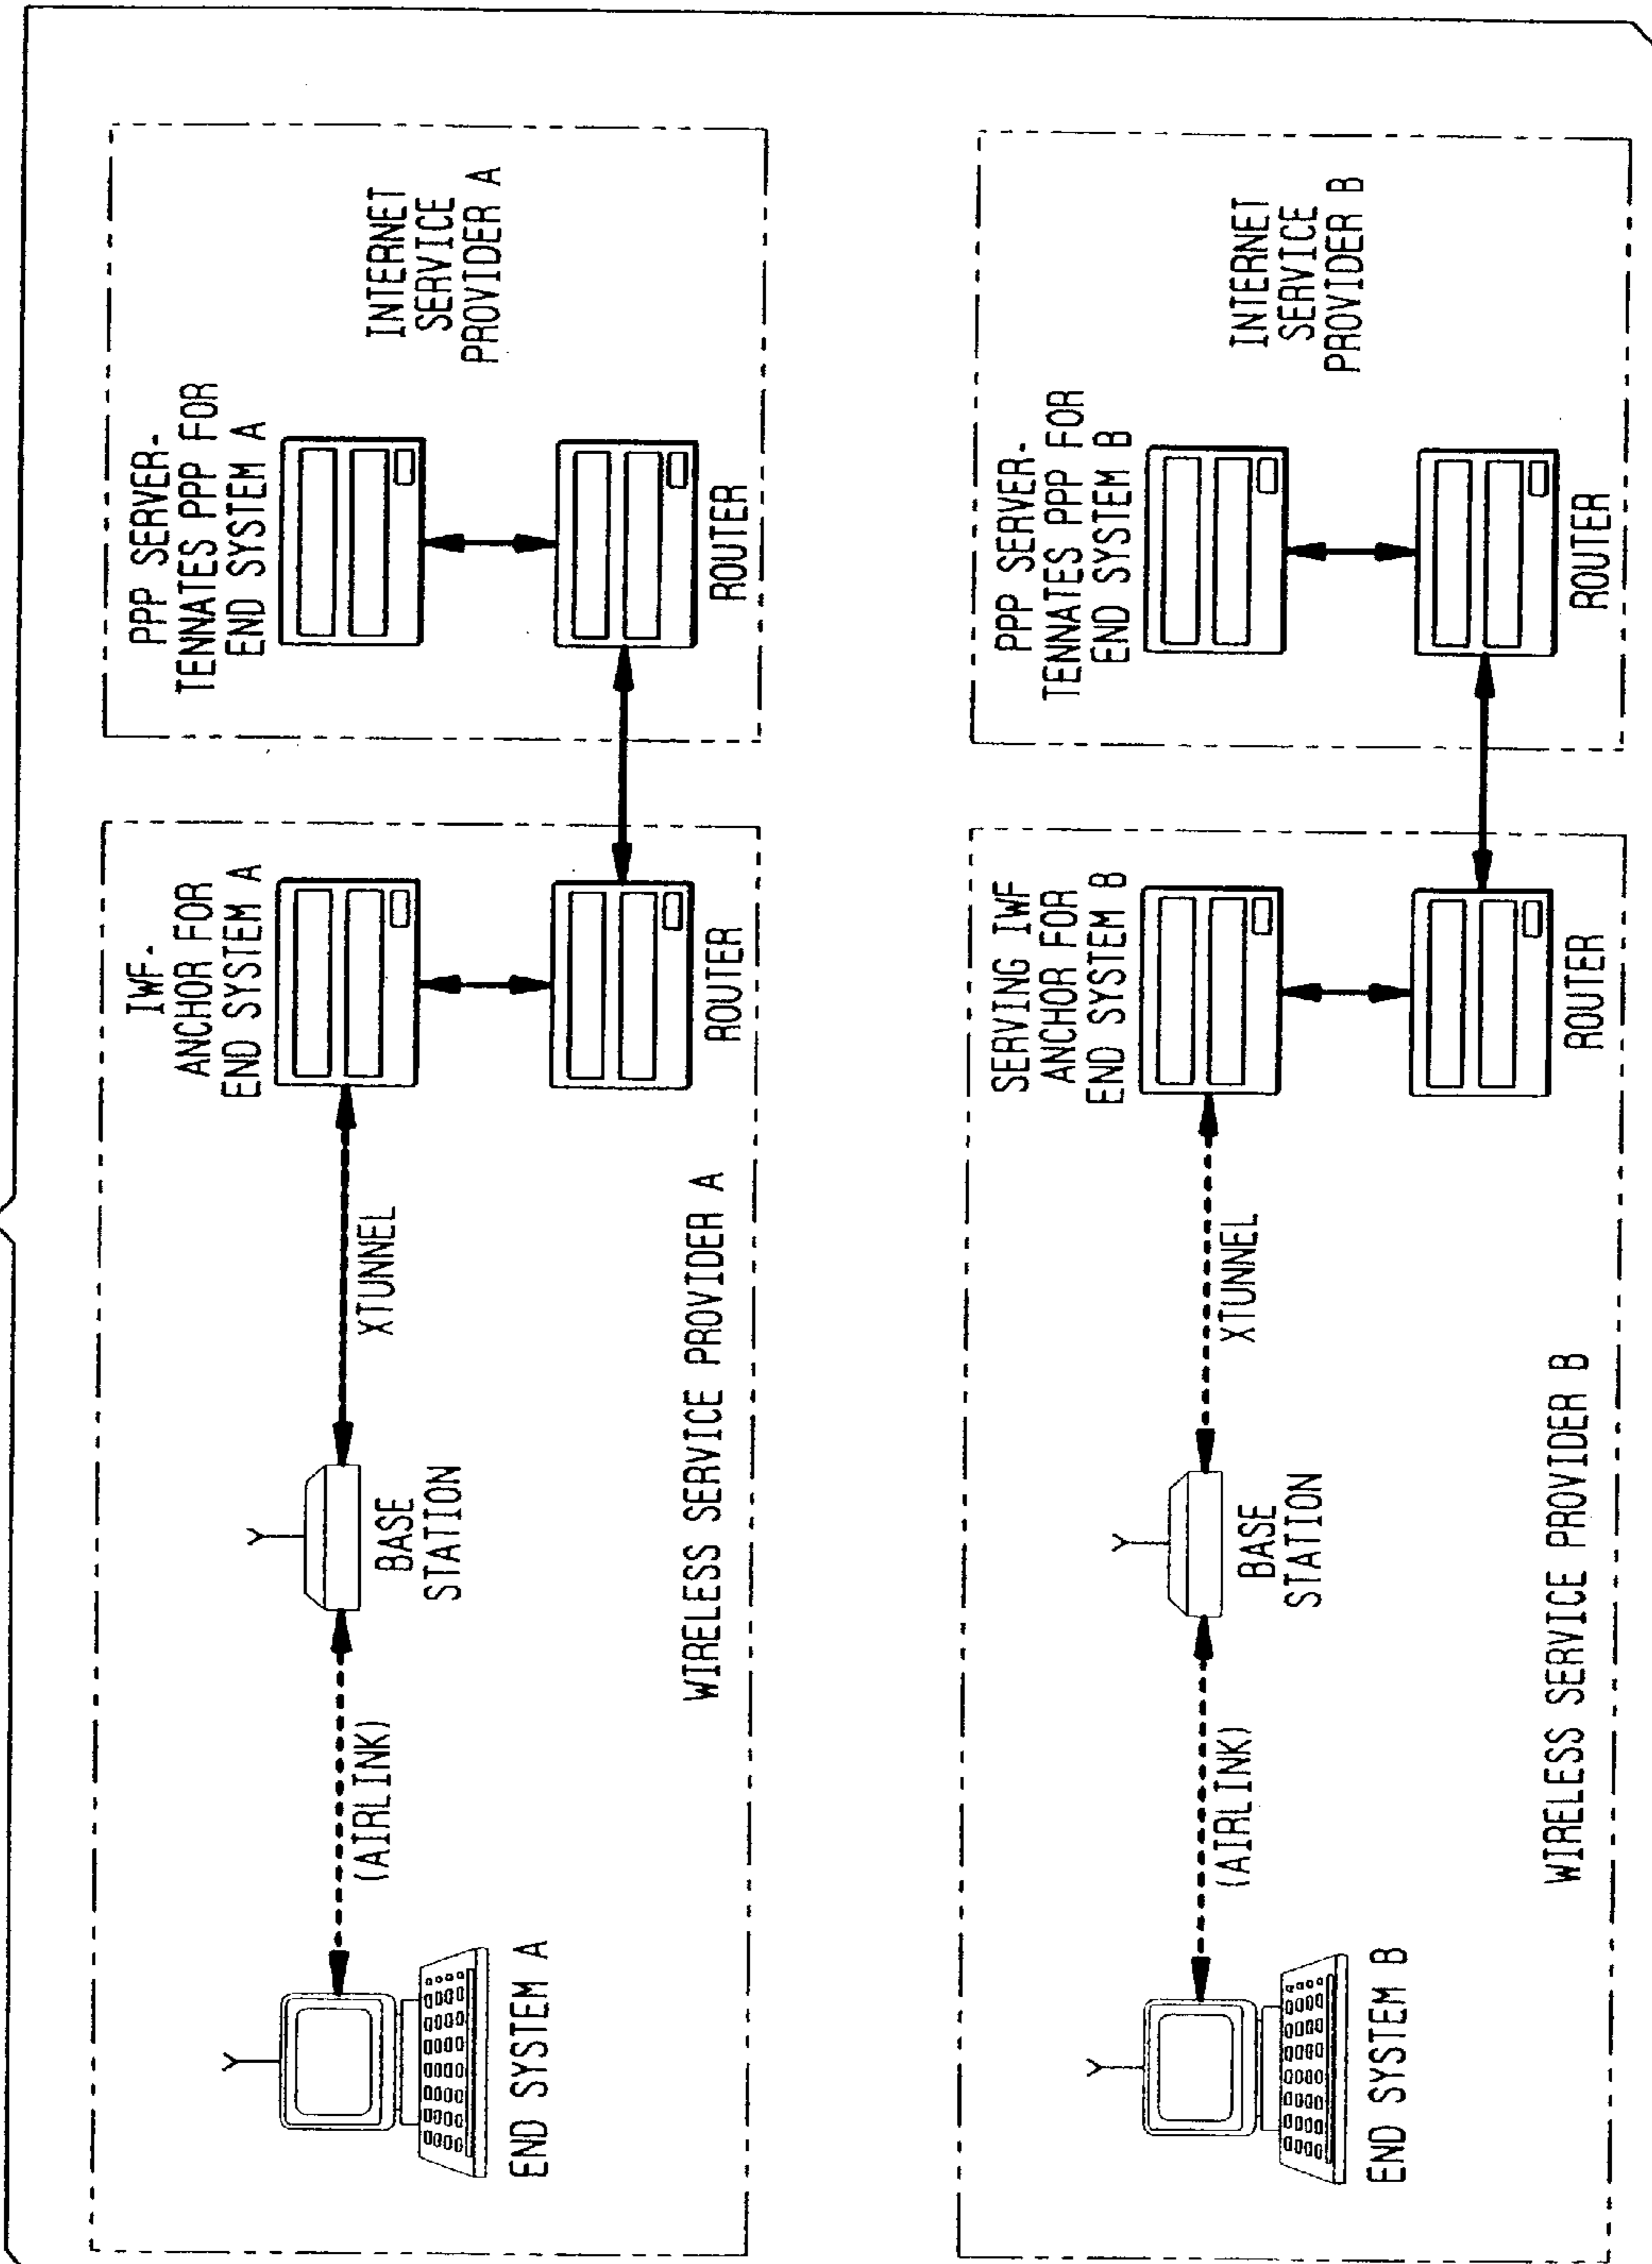 IWF-
ANCHOR FOR
END SYSTEM A
PPP SERVER-
TENNATES PPP FOR
END SYSTEM A
INTERNET
SERVICE
PROVIDER A
(AIRLINK)
XTUNNEL
BASE
STATION
END SYSTEM A
ROUTER
ROUTER
WIRELESS SERVICE PROVIDER A
SERVING IWF
ANCHOR FOR
END SYSTEM B
PPP SERVER-
TENNATES PPP FOR
END SYSTEM B
INTERNET
SERVICE
PROVIDER B
(AIRLINK)
XTUNNEL
BASE
STATION
END SYSTEM B
ROUTER
ROUTER
WIRELESS SERVICE PROVIDER B